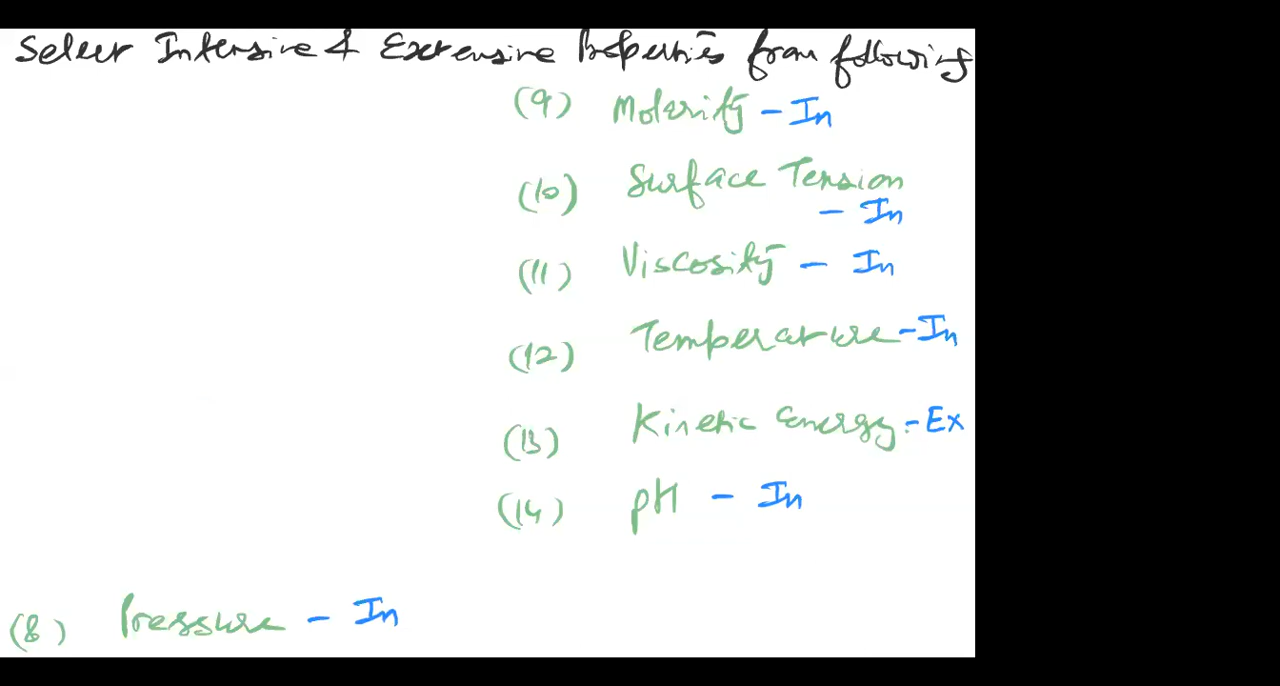 Select Intensive & Extensive Properties from following
(9) Molarity - In
(10) Surface Tension
- In
(11) Viscosity - In
(12) Temperature - In
(13) Kinetic Energy - Ex
(14) pH - In
(8) Pressure - In